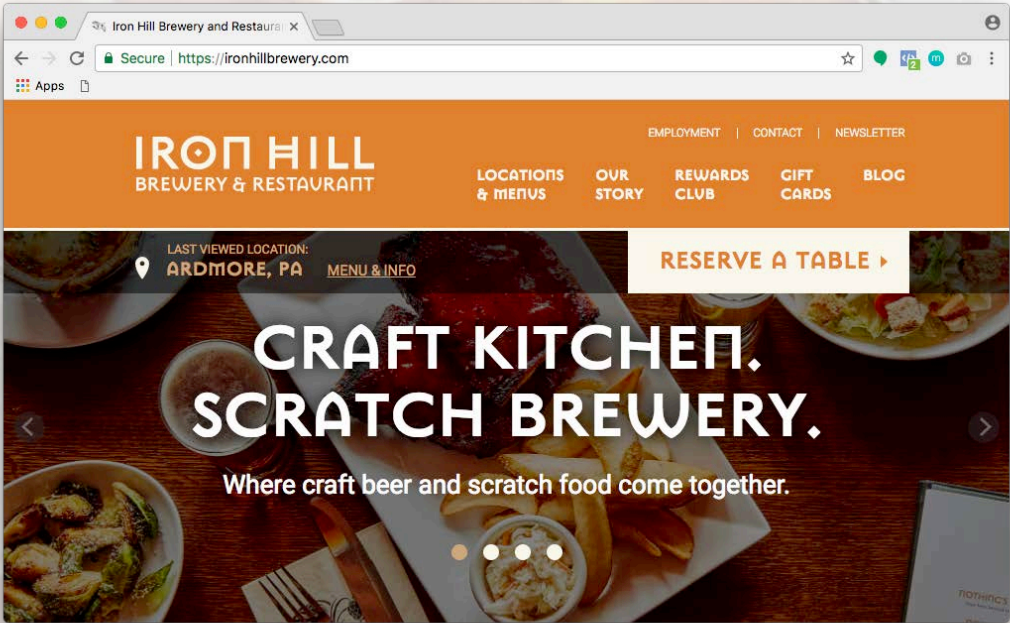 Iron Hill Brewery and Restaura
Secure | https://ironhillbrewery.com
2
m
Apps
EMPLOYMENT | CONTACT | NEWSLETTER
IRON HILL
BREWERY & RESTAURANT
LOCATIONS
& MENUS
OUR
STORY
REWARDS
CLUB
GIFT
CARDS
BLOG
LAST VIEWED LOCATION:
ARDMORE, PA
MENU & INFO
RESERVE A TABLE
CRAFT KITCHEN.
SCRATCH BREWERY.
Where craft beer and scratch food come together.
NOTHING'S